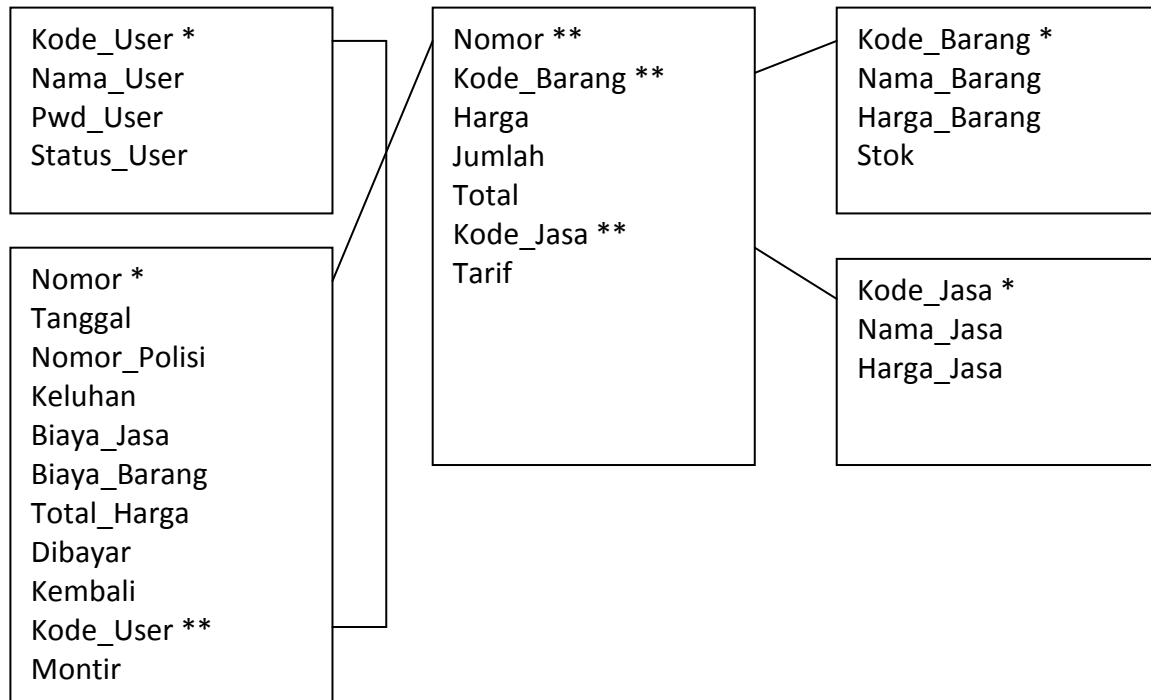 Kode_User *
Nama_User
Pwd_User
Status_User
Nomor *
Tanggal
Nomor_Polisi
Keluhan
Biaya_Jasa
Biaya_Barang
Total_Harga
Dibayar
Kembali
Kode_User **
Montir
Nomor **
Kode_Barang **
Harga
Jumlah
Total
Kode_Jasa **
Tarif
Kode_Barang *
Nama_Barang
Harga_Barang
Stok
Kode_Jasa *
Nama_Jasa
Harga_Jasa